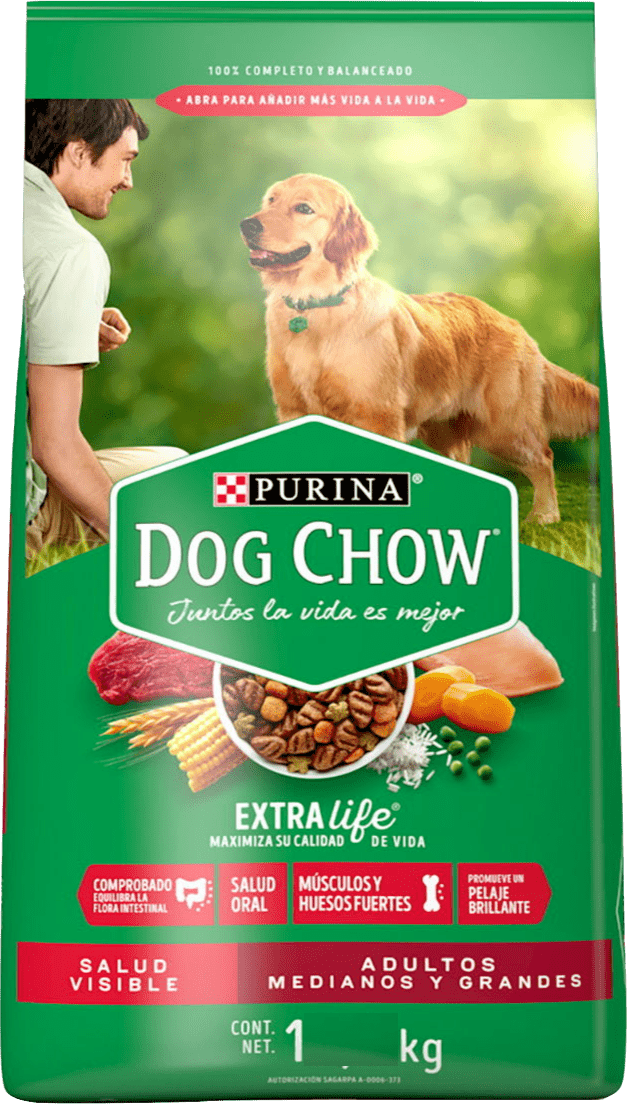 100% COMPLETO Y BALANCEADO
• ABRA PARA AÑADIR MÁS VIDA A LA VIDA •
PURINA®
DOG CHOW®
Juntos la vida es mejor
EXTRA life®
MAXIMIZA SU CALIDAD DE VIDA
COMPROBADO
EQUILIBRA LA
FLORA INTESTINAL
SALUD
ORAL
MÚSCULOS Y
HUESOS FUERTES
PROMUEVE UN
PELAJE
BRILLANTE
SALUD
VISIBLE
ADULTOS
MEDIANOS Y GRANDES
CONT.
NET.
1 kg
AUTORIZACIÓN SAGARPA A-0006-373